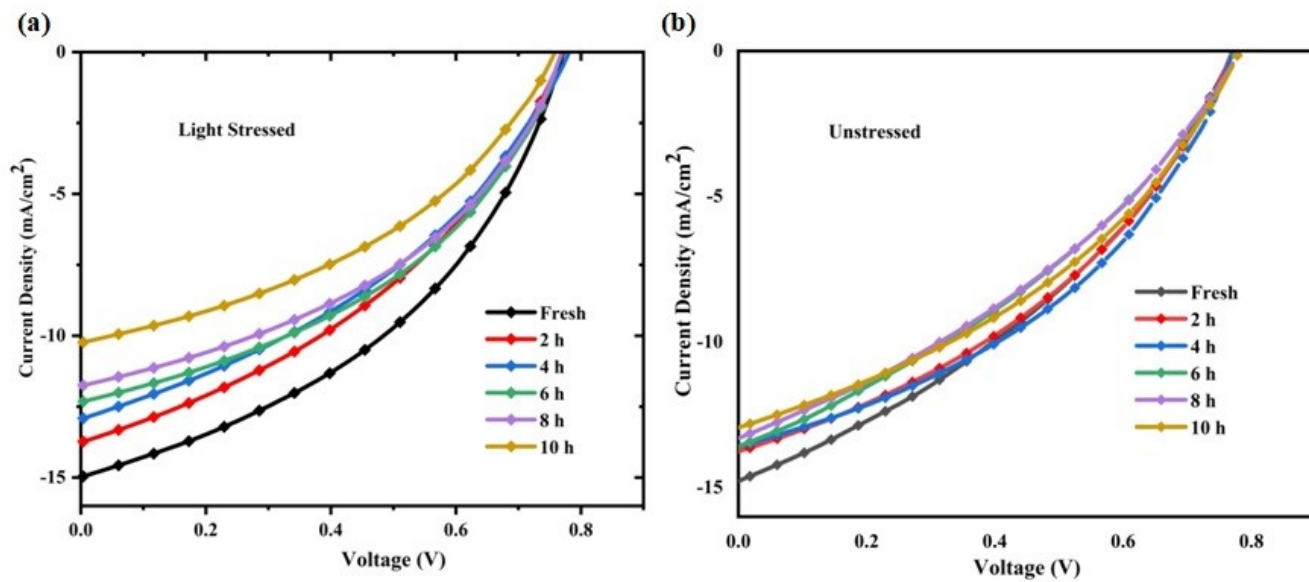 (a)
0
-5
-10
-15
Current Density (mA/cm²)
Light Stressed
Fresh
2 h
4 h
6 h
8 h
10 h
0.0 0.2 0.4 0.6 0.8
Voltage (V)
(b)
0
-5
-10
-15
Current Density (mA/cm²)
Unstressed
Fresh
2 h
4 h
6 h
8 h
10 h
0.0 0.2 0.4 0.6 0.8
Voltage (V)